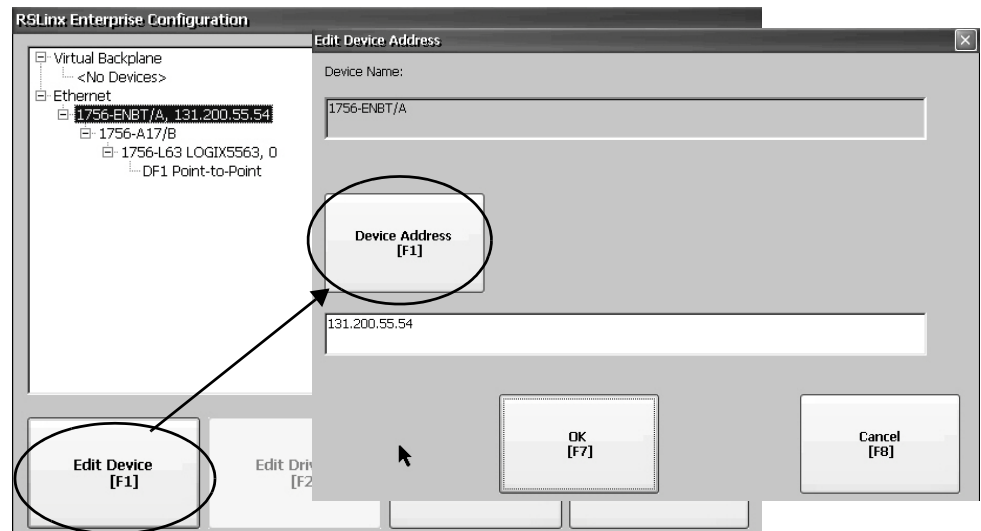 RSLinx Enterprise Configuration
Virtual Backplane
<No Devices>
Ethernet
1756-ENBT/A, 131.200.55.54
1756-A17/B
1756-L63 LOGIX5563, 0
DF1 Point-to-Point
Edit Device
[F1]
Edit
Edit Device Address
Device Name:
1756-ENBT/A
Device Address
[F1]
131.200.55.54
OK
[F7]
Cancel
[F8]